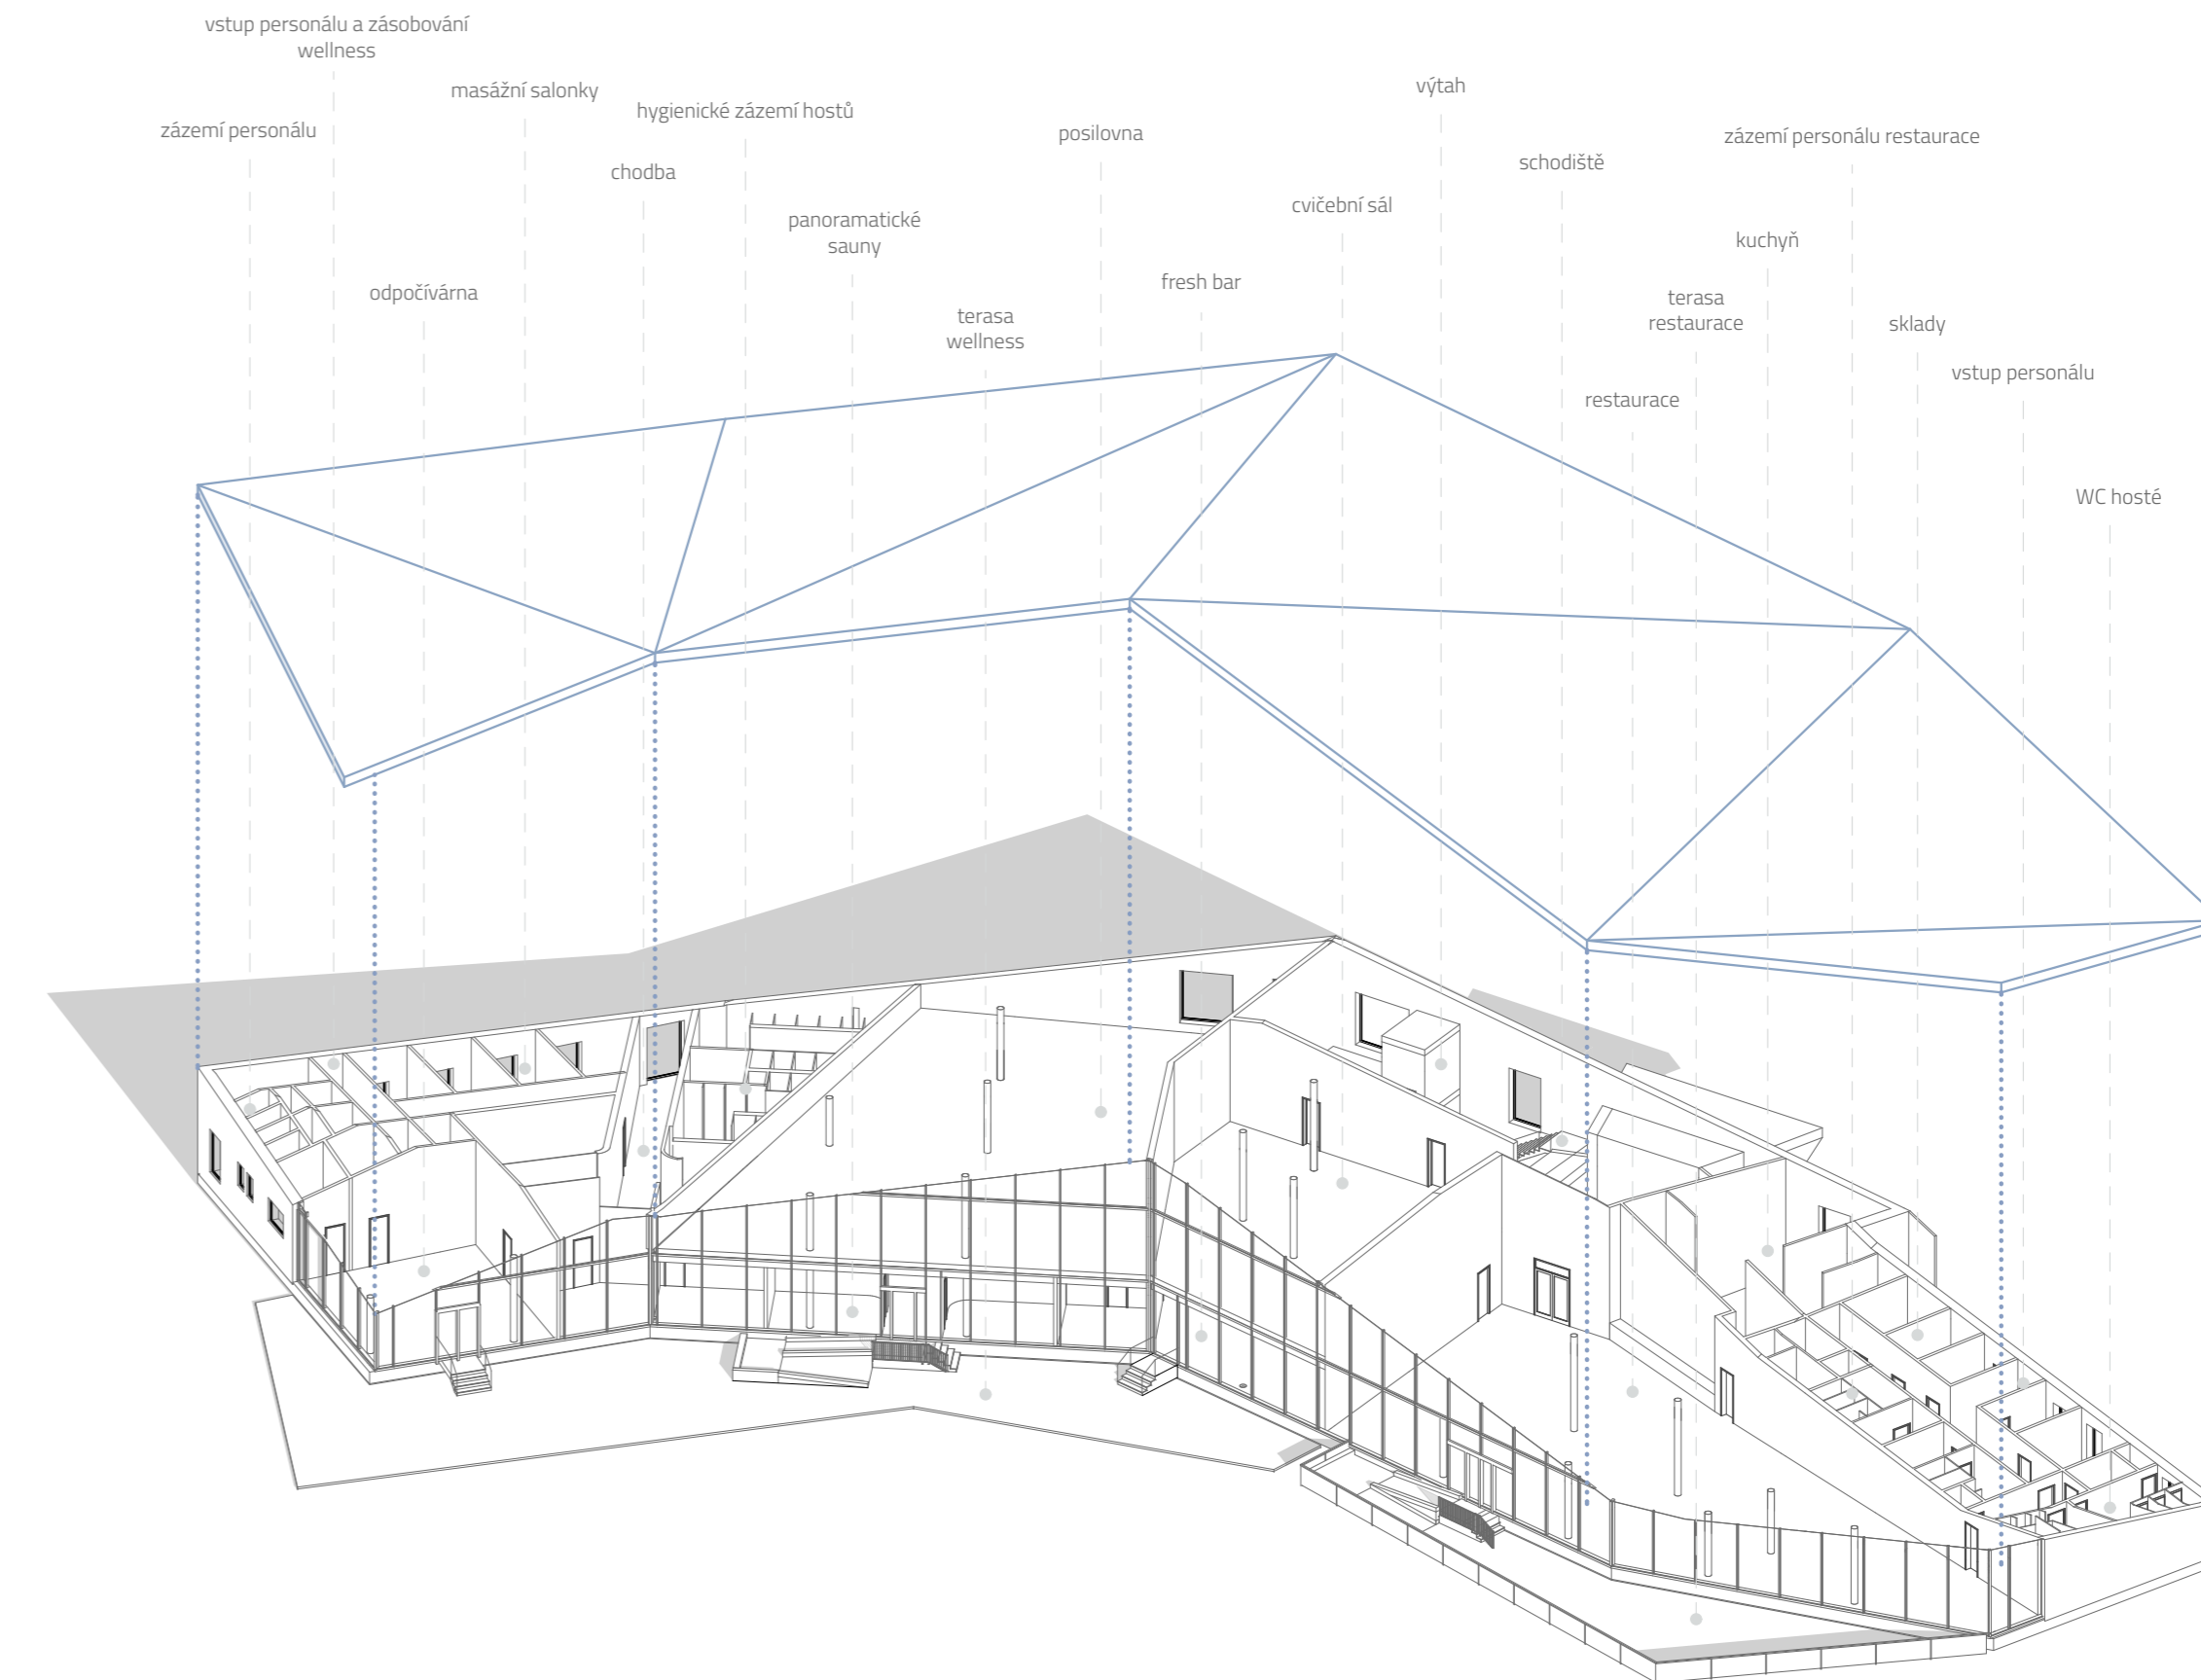 vstup personálu a zásobování
wellness
výtah
masážní salonky
hygienické zázemí hostů
zázemí personálu
posilovna
zázemí personálu restaurace
schodiště
chodba
cvičební sál
panoramatické
sauny
kuchyň
fresh bar
odpočívárna
terasa
restaurace
terasa
wellness
sklady
vstup personálu
restaurace
WC hosté